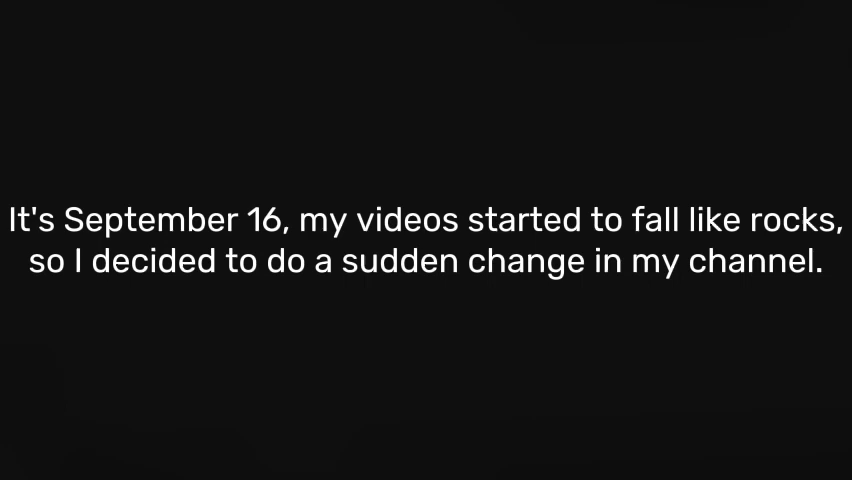 It's September 16, my videos started to fall like rocks,
so I decided to do a sudden change in my channel.